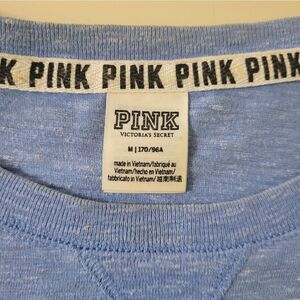 K PINK PINK PINK PINK
PINK
VICTORIA'S SECRET
M | 170/96A
made in Vietnam/fabriqué au
Vietnam/hecho en Vietnam/
fabbricato in Vietnam/越南制造